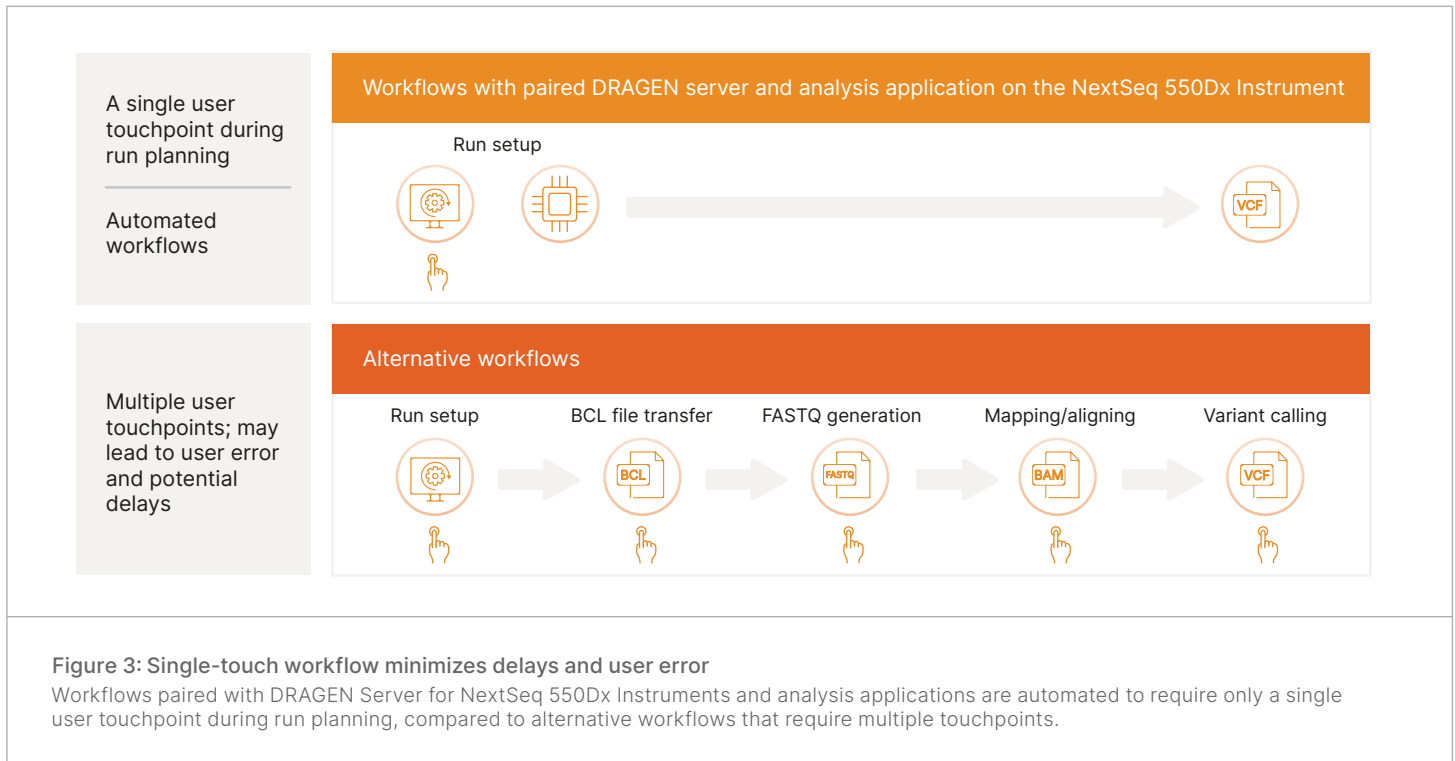 A single user
touchpoint during
run planning
Automated
workflows
Workflows with paired DRAGEN server and analysis application on the NextSeq 550Dx Instrument
Run setup
VCF
Multiple user
touchpoints; may
lead to user error
and potential
delays
Alternative workflows
Run setup
BCL file transfer
FASTQ generation
Mapping/aligning
Variant calling
BCL
FASTQ
BAM
VCF
Figure 3: Single-touch workflow minimizes delays and user error
Workflows paired with DRAGEN Server for NextSeq 550Dx Instruments and analysis applications are automated to require only a single
user touchpoint during run planning, compared to alternative workflows that require multiple touchpoints.